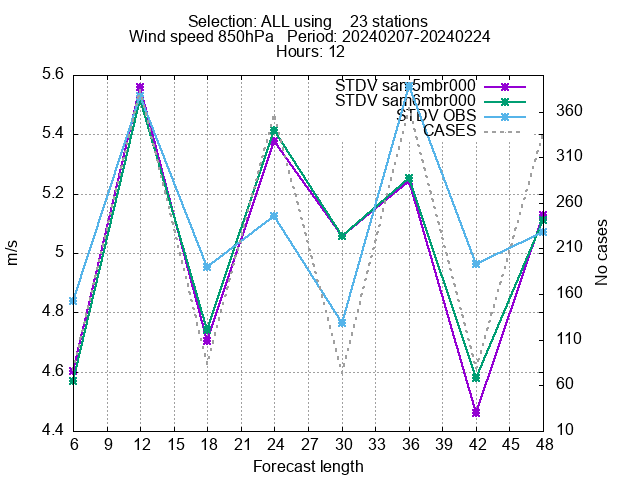 Selection: ALL using 23 stations
Wind speed 850hPa Period: 20240207-20240224
Hours: 12
STDV sam5mbr000
STDV sam6mbr000
STDV OBS
CASES
5.6
5.4
5.2
5
4.8
4.6
4.4
m/s
360
310
260
210
160
110
60
10
No cases
6 9 12 15 18 21 24 27 30 33 36 39 42 45 48
Forecast length